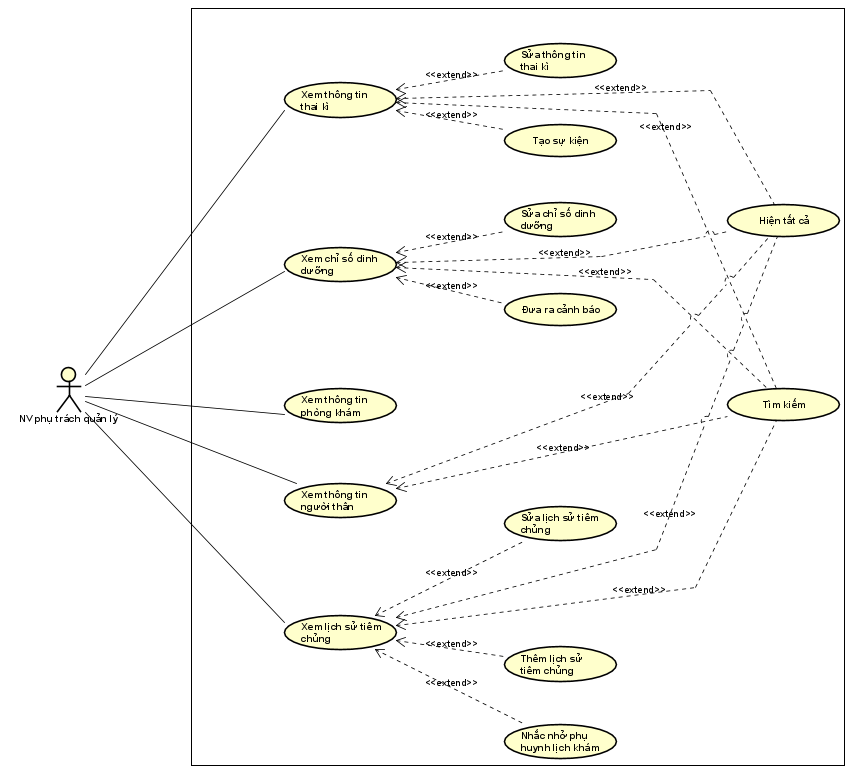 Sửa thông tin
thai kì
<<extend>>
<<extend>>
Xem thông tin
thai kì
<<extend>>
<<extend>>
Tạo sự kiện
Sửa chỉ số dinh
dưỡng
Hiện tất cả
<<extend>>
<<extend>>
Xem chỉ số dinh
dưỡng
<<extend>>
<<extend>>
Đưa ra cảnh báo
Xem thông tin
phòng khám
<<extend>>
Tìm kiếm
NV phụ trách quản lý
<<extend>>
Xem thông tin
người thân
<<extend>>
Sửa lịch sử tiêm
chủng
<<extend>>
<<extend>>
Xem lịch sử tiêm
chủng
<<extend>>
Thêm lịch sử
tiêm chủng
<<extend>>
Nhắc nhở phụ
huynh lịch khám